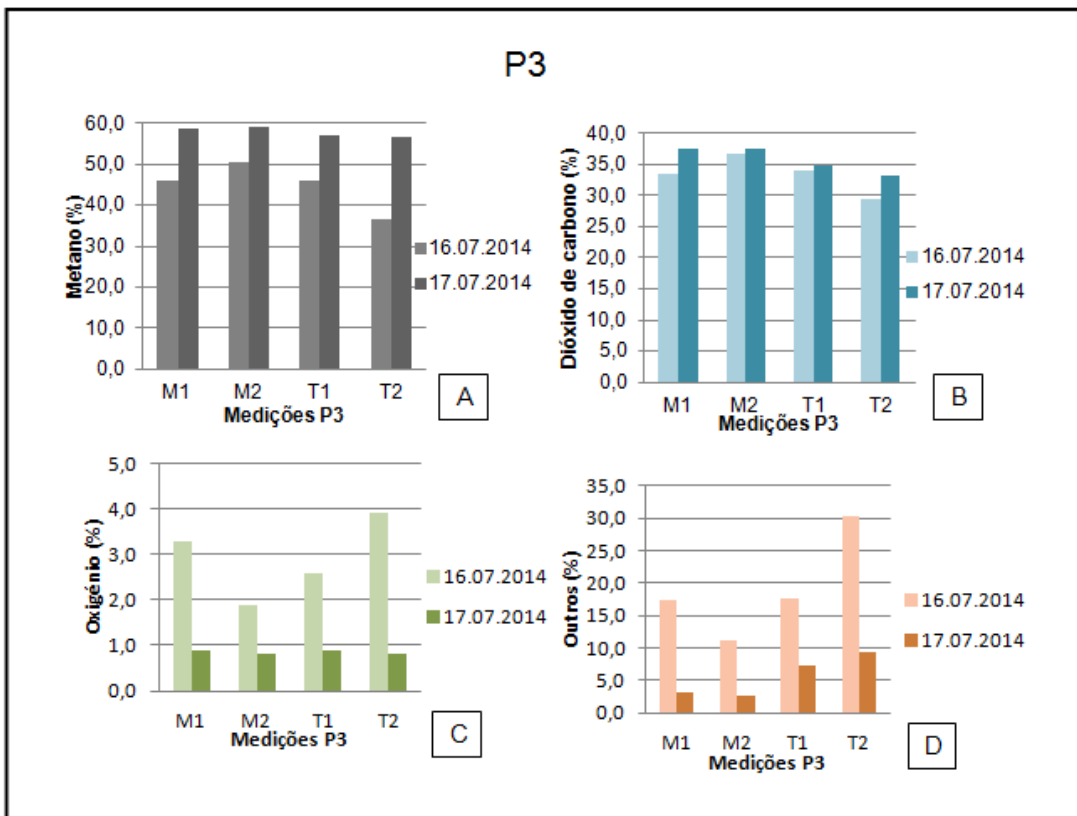 P3
60,0
50,0
40,0
30,0
20,0
10,0
0,0
Metano (%)
M1 M2 T1 T2
Medições P3
16.07.2014
17.07.2014
A
40,0
35,0
30,0
25,0
20,0
15,0
10,0
5,0
0,0
Dióxido de carbono (%)
M1 M2 T1 T2
Medições P3
16.07.2014
17.07.2014
B
5,0
4,0
3,0
2,0
1,0
0,0
Oxigénio (%)
M1 M2 T1 T2
Medições P3
16.07.2014
17.07.2014
C
35,0
30,0
25,0
20,0
15,0
10,0
5,0
0,0
Outros (%)
M1 M2 T1 T2
Medições P3
16.07.2014
17.07.2014
D